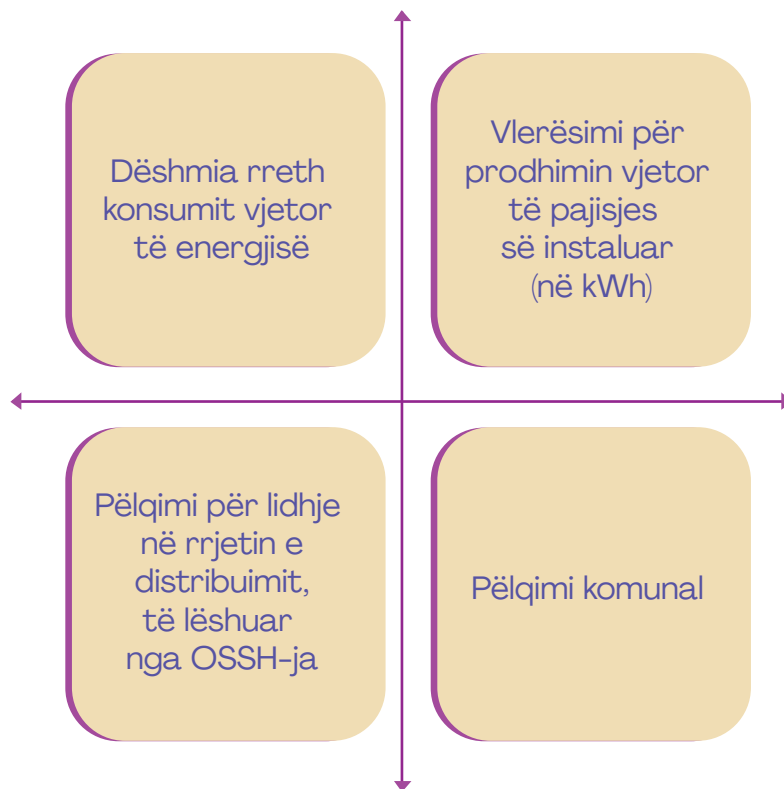 Dëshmia rreth
konsumit vjetor
të energjisë
Vlerësimi për
prodhimin vjetor
të pajisjes
së instaluar
(në kWh)
Pëlqimi për lidhje
në rrjetin e
distribuimit,
të lëshuar
nga OSSH-ja
Pëlqimi komunal